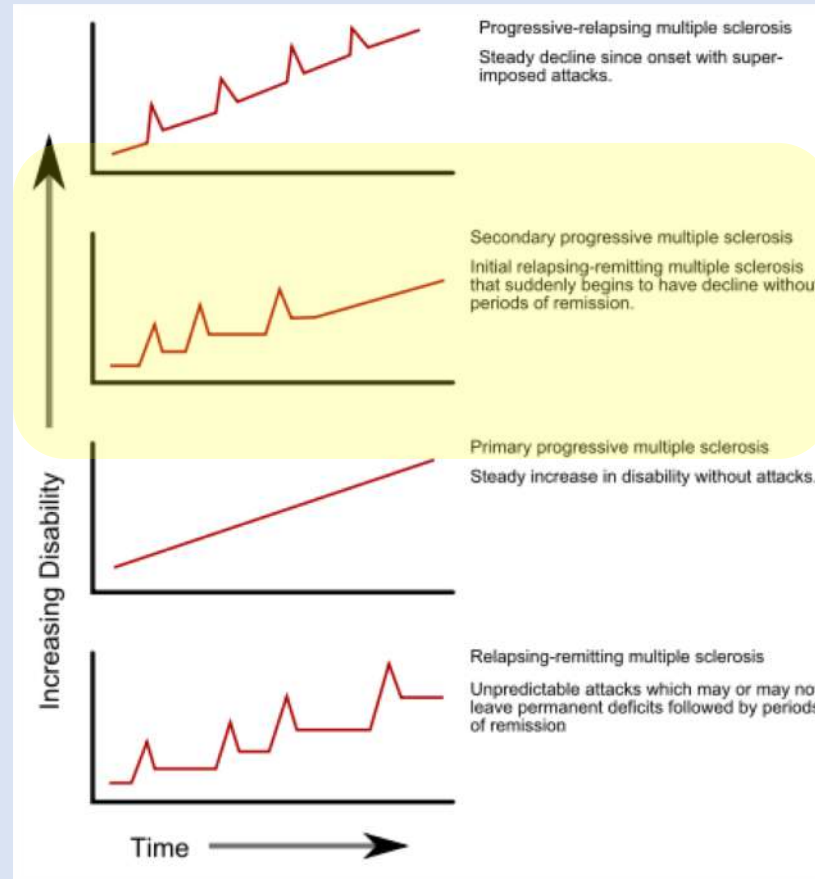 Progressive-relapsing multiple sclerosis
Steady decline since onset with super-
imposed attacks.
Secondary progressive multiple sclerosis
Initial relapsing-remitting multiple sclerosis
that suddenly begins to have decline without
periods of remission.
Primary progressive multiple sclerosis
Steady increase in disability without attacks.
Relapsing-remitting multiple sclerosis
Unpredictable attacks which may or may no
leave permanent deficits followed by periods
of remission
Increasing Disability
Time